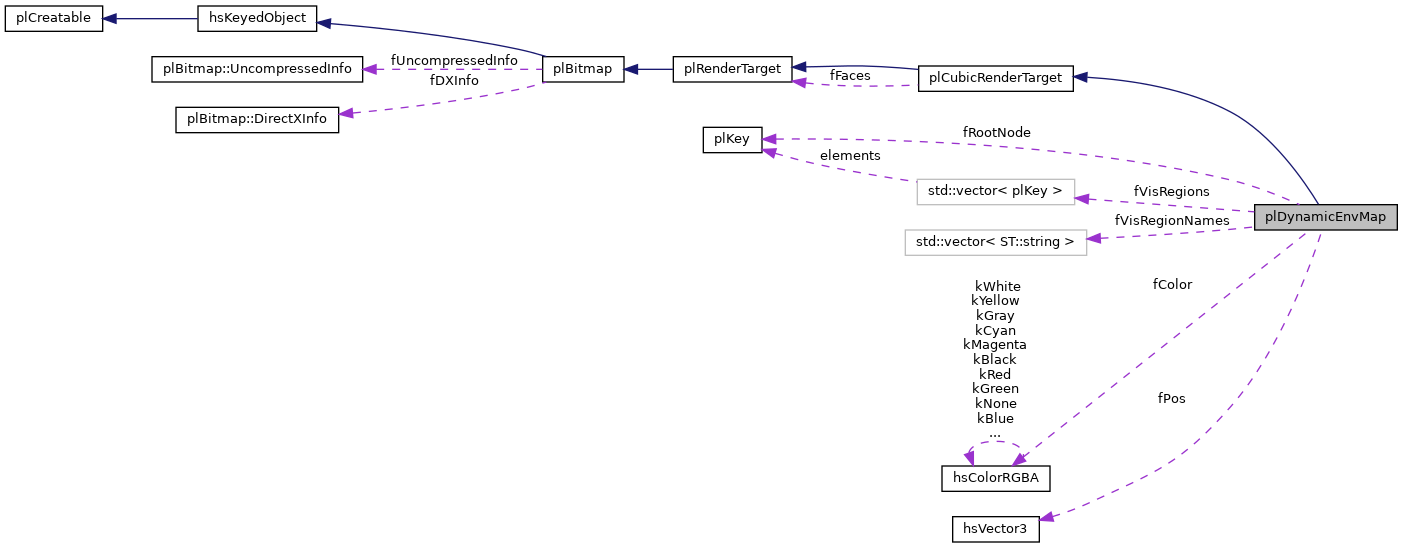 plCreatable
hsKeyedObject
plBitmap::UncompressedInfo
fUncompressedInfo
fDXInfo
plBitmap
plRenderTarget
fFaces
plCubicRenderTarget
plBitmap::DirectXInfo
plKey
fRootNode
elements
std::vector< plKey >
fVisRegions
plDynamicEnvMap
fVisRegionNames
std::vector< ST::string >
fColor
kWhite
kYellow
kGray
kCyan
kMagenta
kBlack
kRed
kGreen
kNone
kBlue
...
fPos
hsColorRGBA
hsVector3